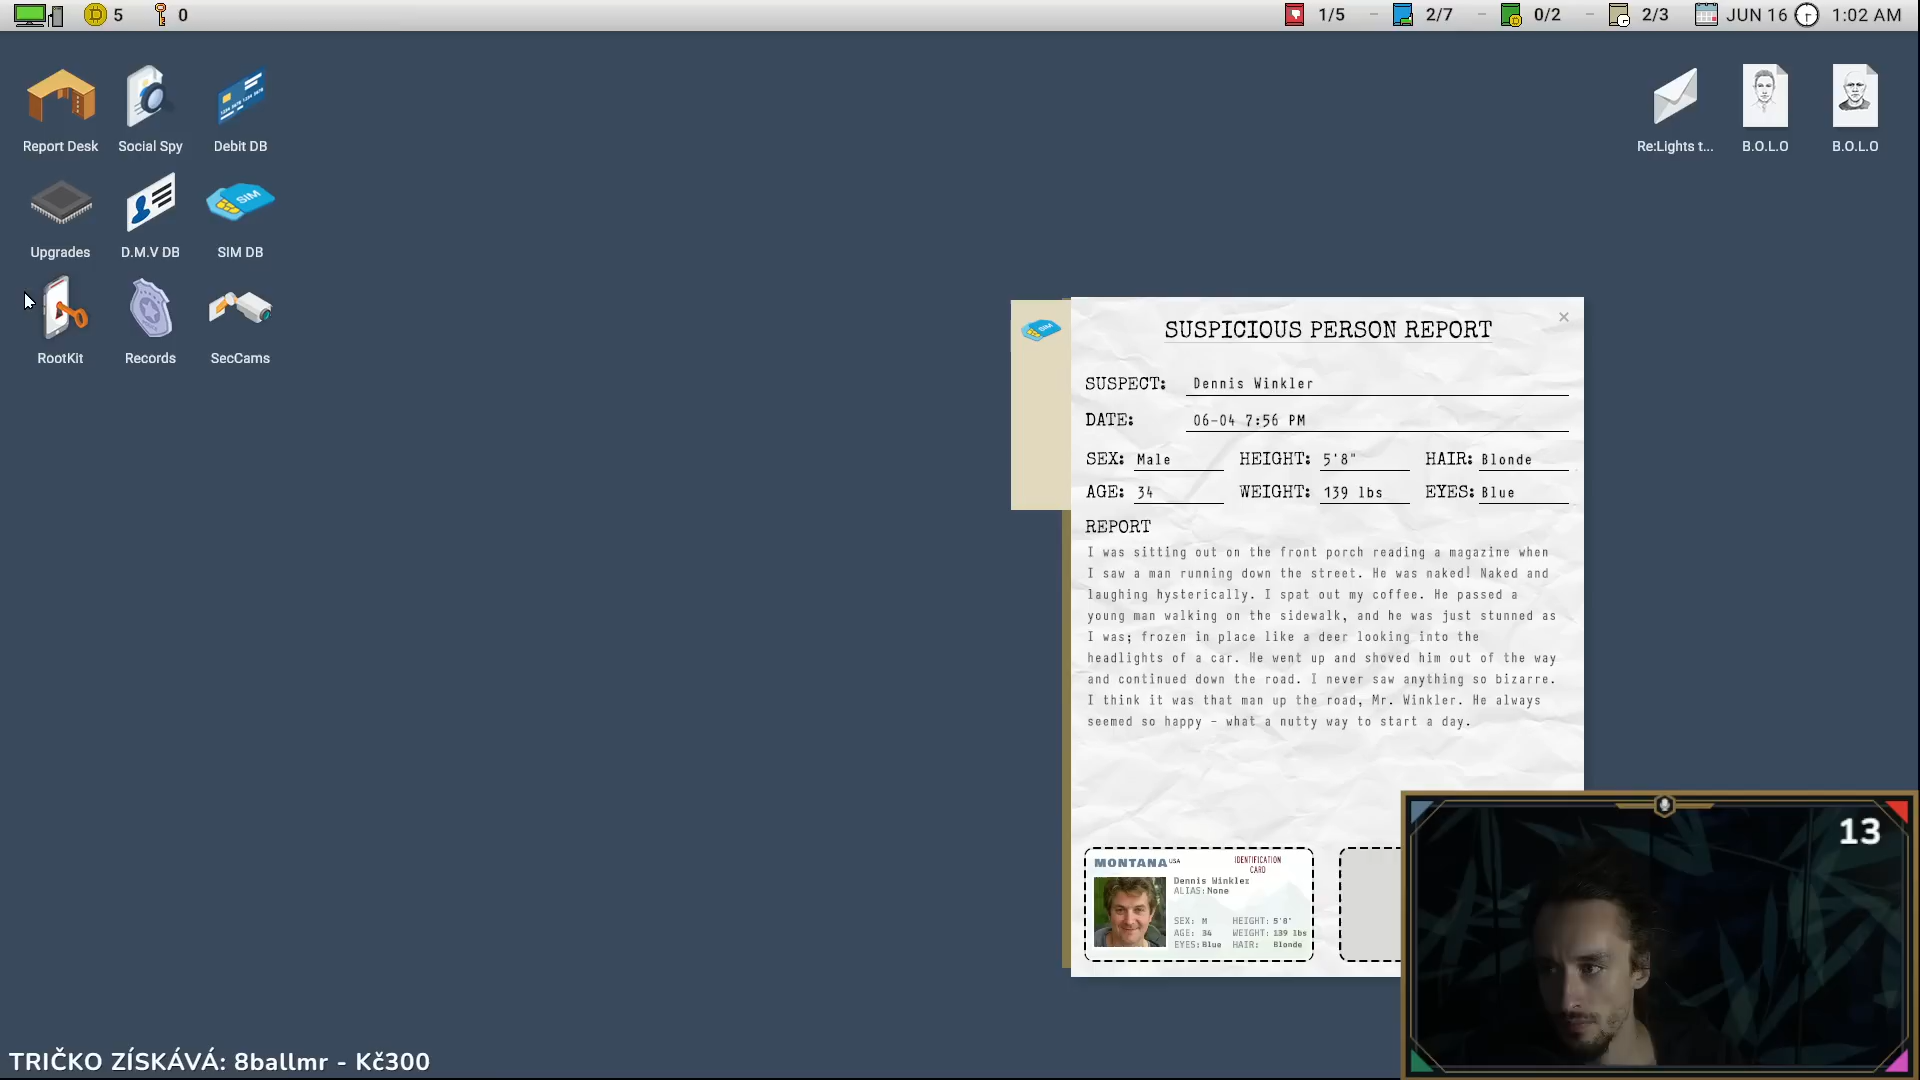 5
0
1/5
2/7
0/2
2/3
JUN 16
1:02 AM
Report Desk
Social Spy
Debit DB
Re:Lights t...
B.O.L.O
B.O.L.O
SIM
Upgrades
D.M.V DB
SIM DB
RootKit
Records
SecCams
SUSPICIOUS PERSON REPORT
SUSPECT: Dennis Winkler
DATE: 06-04 7:56 PM
SEX: Male HEIGHT: 5'8" HAIR: Blonde
AGE: 34 WEIGHT: 139 lbs EYES: Blue
REPORT
I was sitting out on the front porch reading a magazine when
I saw a man running down the street. He was naked! Naked and
laughing hysterically. I spat out my coffee. He passed a
young man walking on the sidewalk, and he was just stunned as
I was; frozen in place like a deer looking into the
headlights of a car. He went up and shoved him out of the way
and continued down the road. I never saw anything so bizarre.
I think it was that man up the road, Mr. Winkler. He always
seemed so happy - what a nutty way to start a day.
MONTANA USA IDENTIFICATION
CARD
Dennis Winkler
ALIAS: None
SEX: M HEIGHT: 5'8"
AGE: 34 WEIGHT: 139 lbs
EYES: Blue HAIR: Blonde
13
TRIČKO ZÍSKÁVÁ: 8ballmr - Kč300